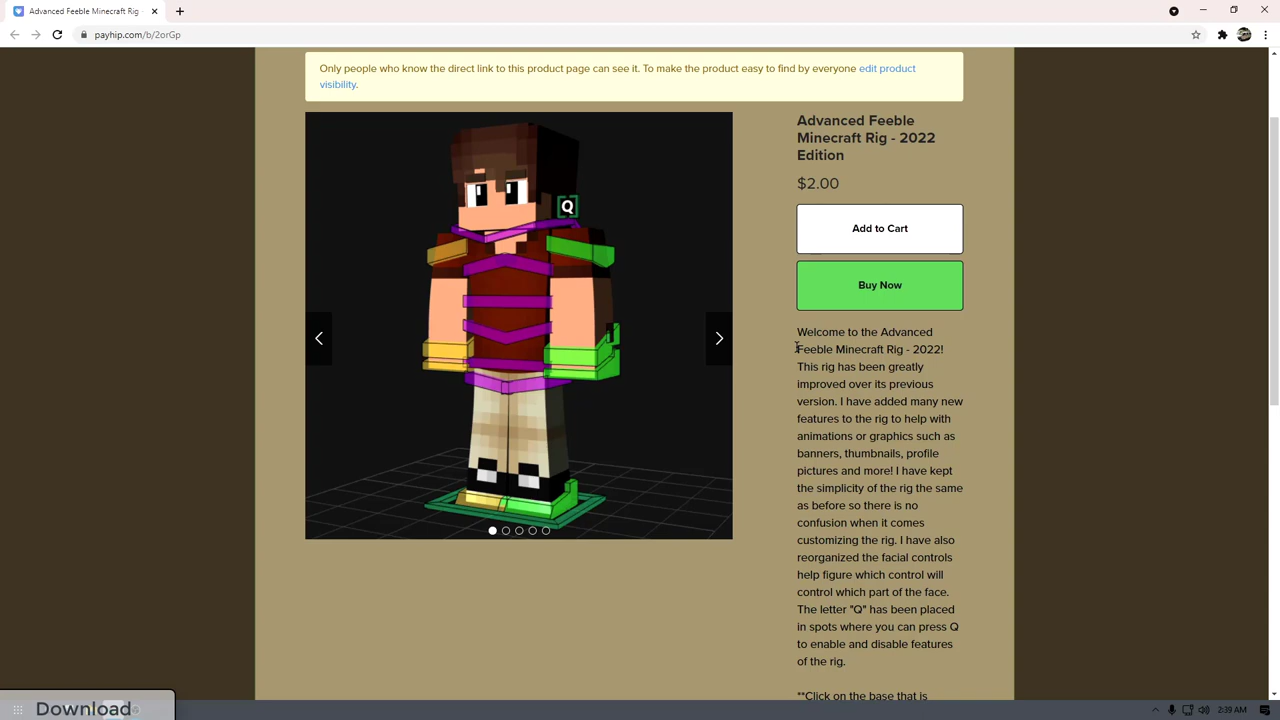 Advanced Feeble Minecraft Rig
payhip.com/b/2orGp
Only people who know the direct link to this product page can see it. To make the product easy to find by everyone edit product
visibility.
Advanced Feeble
Minecraft Rig - 2022
Edition
$2.00
Q
Add to Cart
Buy Now
Welcome to the Advanced
Feeble Minecraft Rig - 2022!
This rig has been greatly
improved over its previous
version. I have added many new
features to the rig to help with
animations or graphics such as
banners, thumbnails, profile
pictures and more! I have kept
the simplicity of the rig the same
as before so there is no
confusion when it comes
customizing the rig. I have also
reorganized the facial controls
help figure which control will
control which part of the face.
The letter "Q" has been placed
in spots where you can press Q
to enable and disable features
of the rig.
**Click on the base that is
Download
2:39 AM